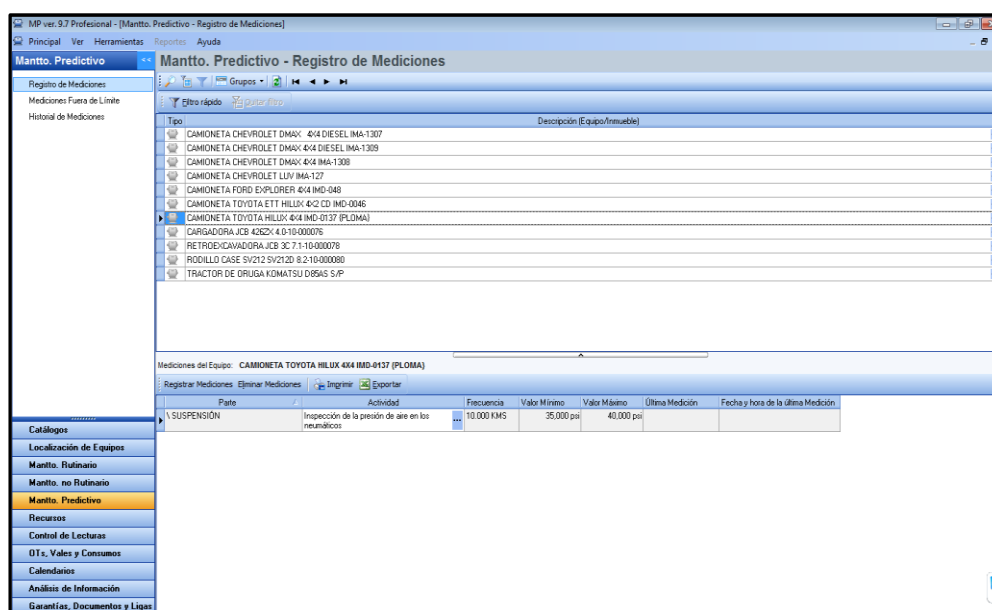 MP ver. 9.7 Profesional - [Mantto. Predictivo - Registro de Mediciones]
Principal Ver Herramientas Reportes Ayuda
Mantto. Predictivo <<
Mantto. Predictivo - Registro de Mediciones
Registro de Mediciones
Mediciones Fuera de Límite
Historial de Mediciones
Grupos
Filtro rápido Quitar Filtro
Tipo Descripción (Equipo/Inmueble)
CAMIONETA CHEVROLET DMAX 4X4 DIESEL IMA-1307
CAMIONETA CHEVROLET DMAX 4X4 DIESEL IMA-1309
CAMIONETA CHEVROLET DMAX 4X4 IMA-1308
CAMIONETA CHEVROLET LUV IMA-127
CAMIONETA FORD EXPLORER 4X4 IMD-048
CAMIONETA TOYOTA ETT HILUX 4X2 CD IMD-0046
CAMIONETA TOYOTA HILUX 4X4 IMD-0137 (PLOMA)
CARGADORA JCB 426ZX 4.0-10-000076
RETROEXCAVADORA JCB 3C 7.1-10-000078
RODILLO CASE SV212 SV212D 8.2-10-000080
TRACTOR DE ORUGA KOMATSU D85AS S/P
Mediciones del Equipo: CAMIONETA TOYOTA HILUX 4X4 IMD-0137 (PLOMA)
Registrar Mediciones Eliminar Mediciones Imprimir Exportar
Parte Actividad Frecuencia Valor Mínimo Valor Máximo Última Medición Fecha y hora de la última Medición
\ SUSPENSIÓN Inspección de la presión de aire en los neumáticos ... 10.000 KMS 35,000 psi 40,000 psi
Catálogos
Localización de Equipos
Mantto. Rutinario
Mantto. no Rutinario
Mantto. Predictivo
Recursos
Control de Lecturas
OTs, Vales y Consumos
Calendarios
Análisis de Información
Garantías, Documentos y Ligas